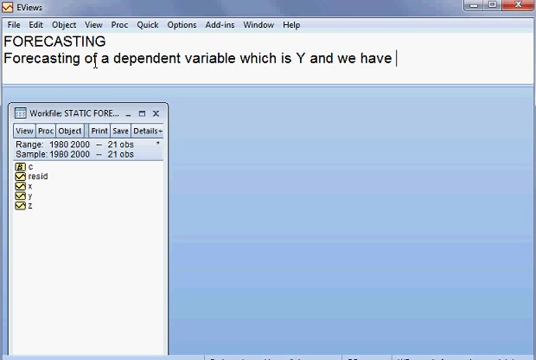 EViews
File Edit Object View Proc Quick Options Add-ins Window Help
FORECASTING
Forecasting of a dependent variable which is Y and we have
Workfile: STATIC FORE...
View Proc Object Print Save Details
Range: 1980 2000 -- 21 obs *
Sample: 1980 2000 -- 21 obs
c
resid
x
y
z